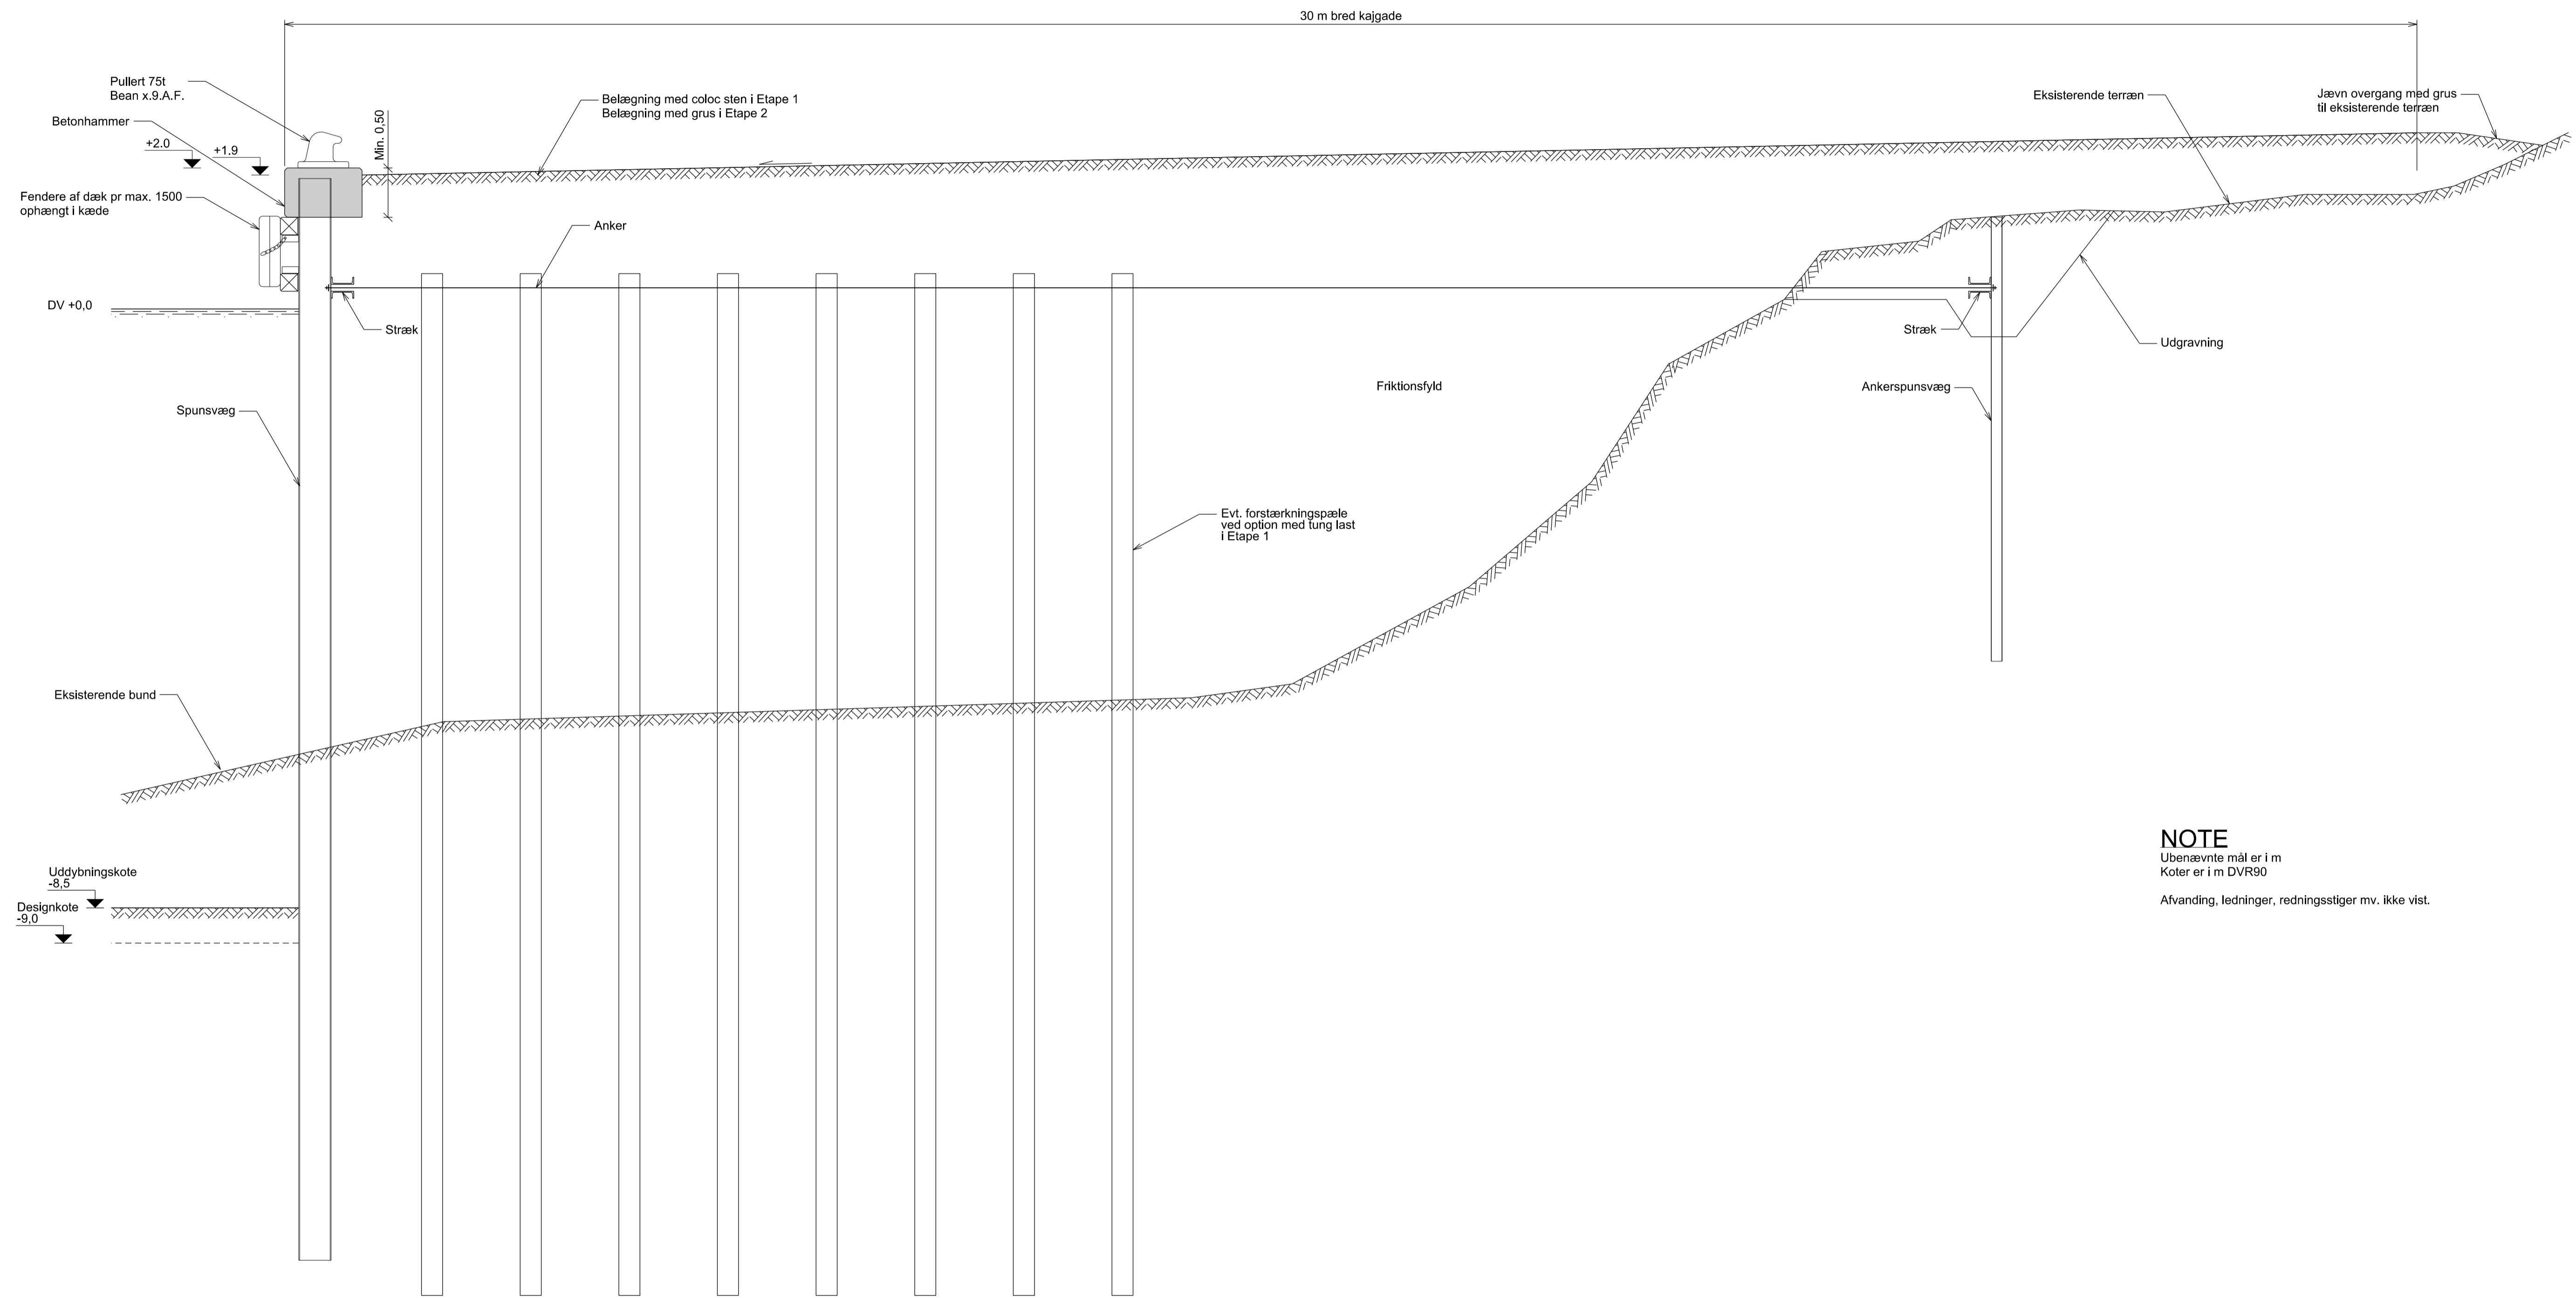 30 m bred kajgade
Pullert 75t
Bean x.9.A.F.
Betonhammer
+2.0
+1.9
Min. 0,50
Belægning med coloc sten i Etape 1
Belægning med grus i Etape 2
Eksisterende terræn
Jævn overgang med grus
til eksisterende terræn
Fendere af dæk pr max. 1500
ophængt i kæde
Anker
DV +0,0
Stræk
Stræk
Udgravning
Friktionsfyld
Ankerspunsvæg
Spunsvæg
Evt. forstærkningspæle
ved option med tung last
i Etape 1
Eksisterende bund
Uddybningskote
-8,5
Designkote
-9,0
NOTE
Ubenævnte mål er i m
Koter er i m DVR90
Afvanding, ledninger, redningsstiger mv. ikke vist.